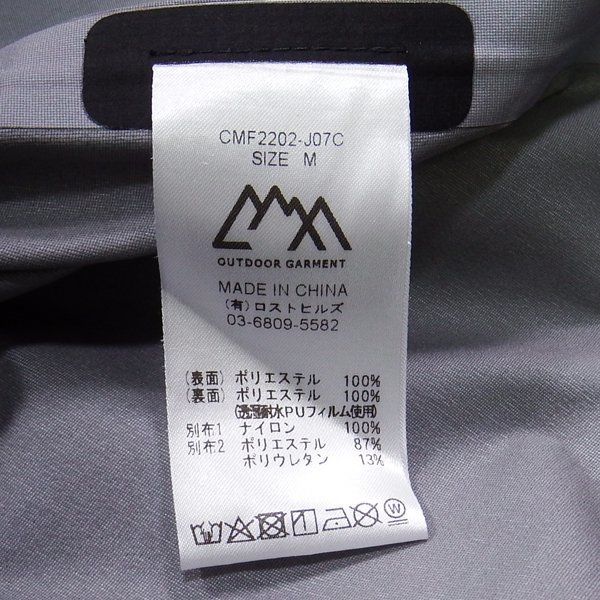 CMF2202-J07C
SIZE M
OUTDOOR GARMENT
MADE IN CHINA
(有)ロストヒルズ
03-6809-5582
(表面) ポリエステル 100%
(裏面) ポリエステル 100%
(透湿耐水PUフィルム使用)
別布1 ナイロン 100%
別布2 ポリエステル 87%
ポリウレタン 13%
W